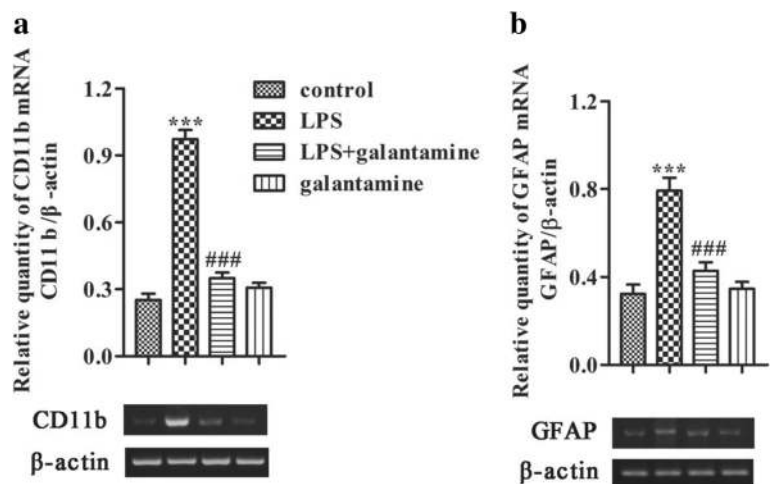 a
Relative quantity of CD11b mRNA
CD11 b/β -actin
1.2
0.9
0.6
0.3
0.0
***
###
control
LPS
LPS+galantamine
galantamine
CD11b
β-actin
b
Relative quantity of GFAP mRNA
GFAP/β-actin
1.2
0.8
0.4
0.0
***
###
GFAP
β-actin